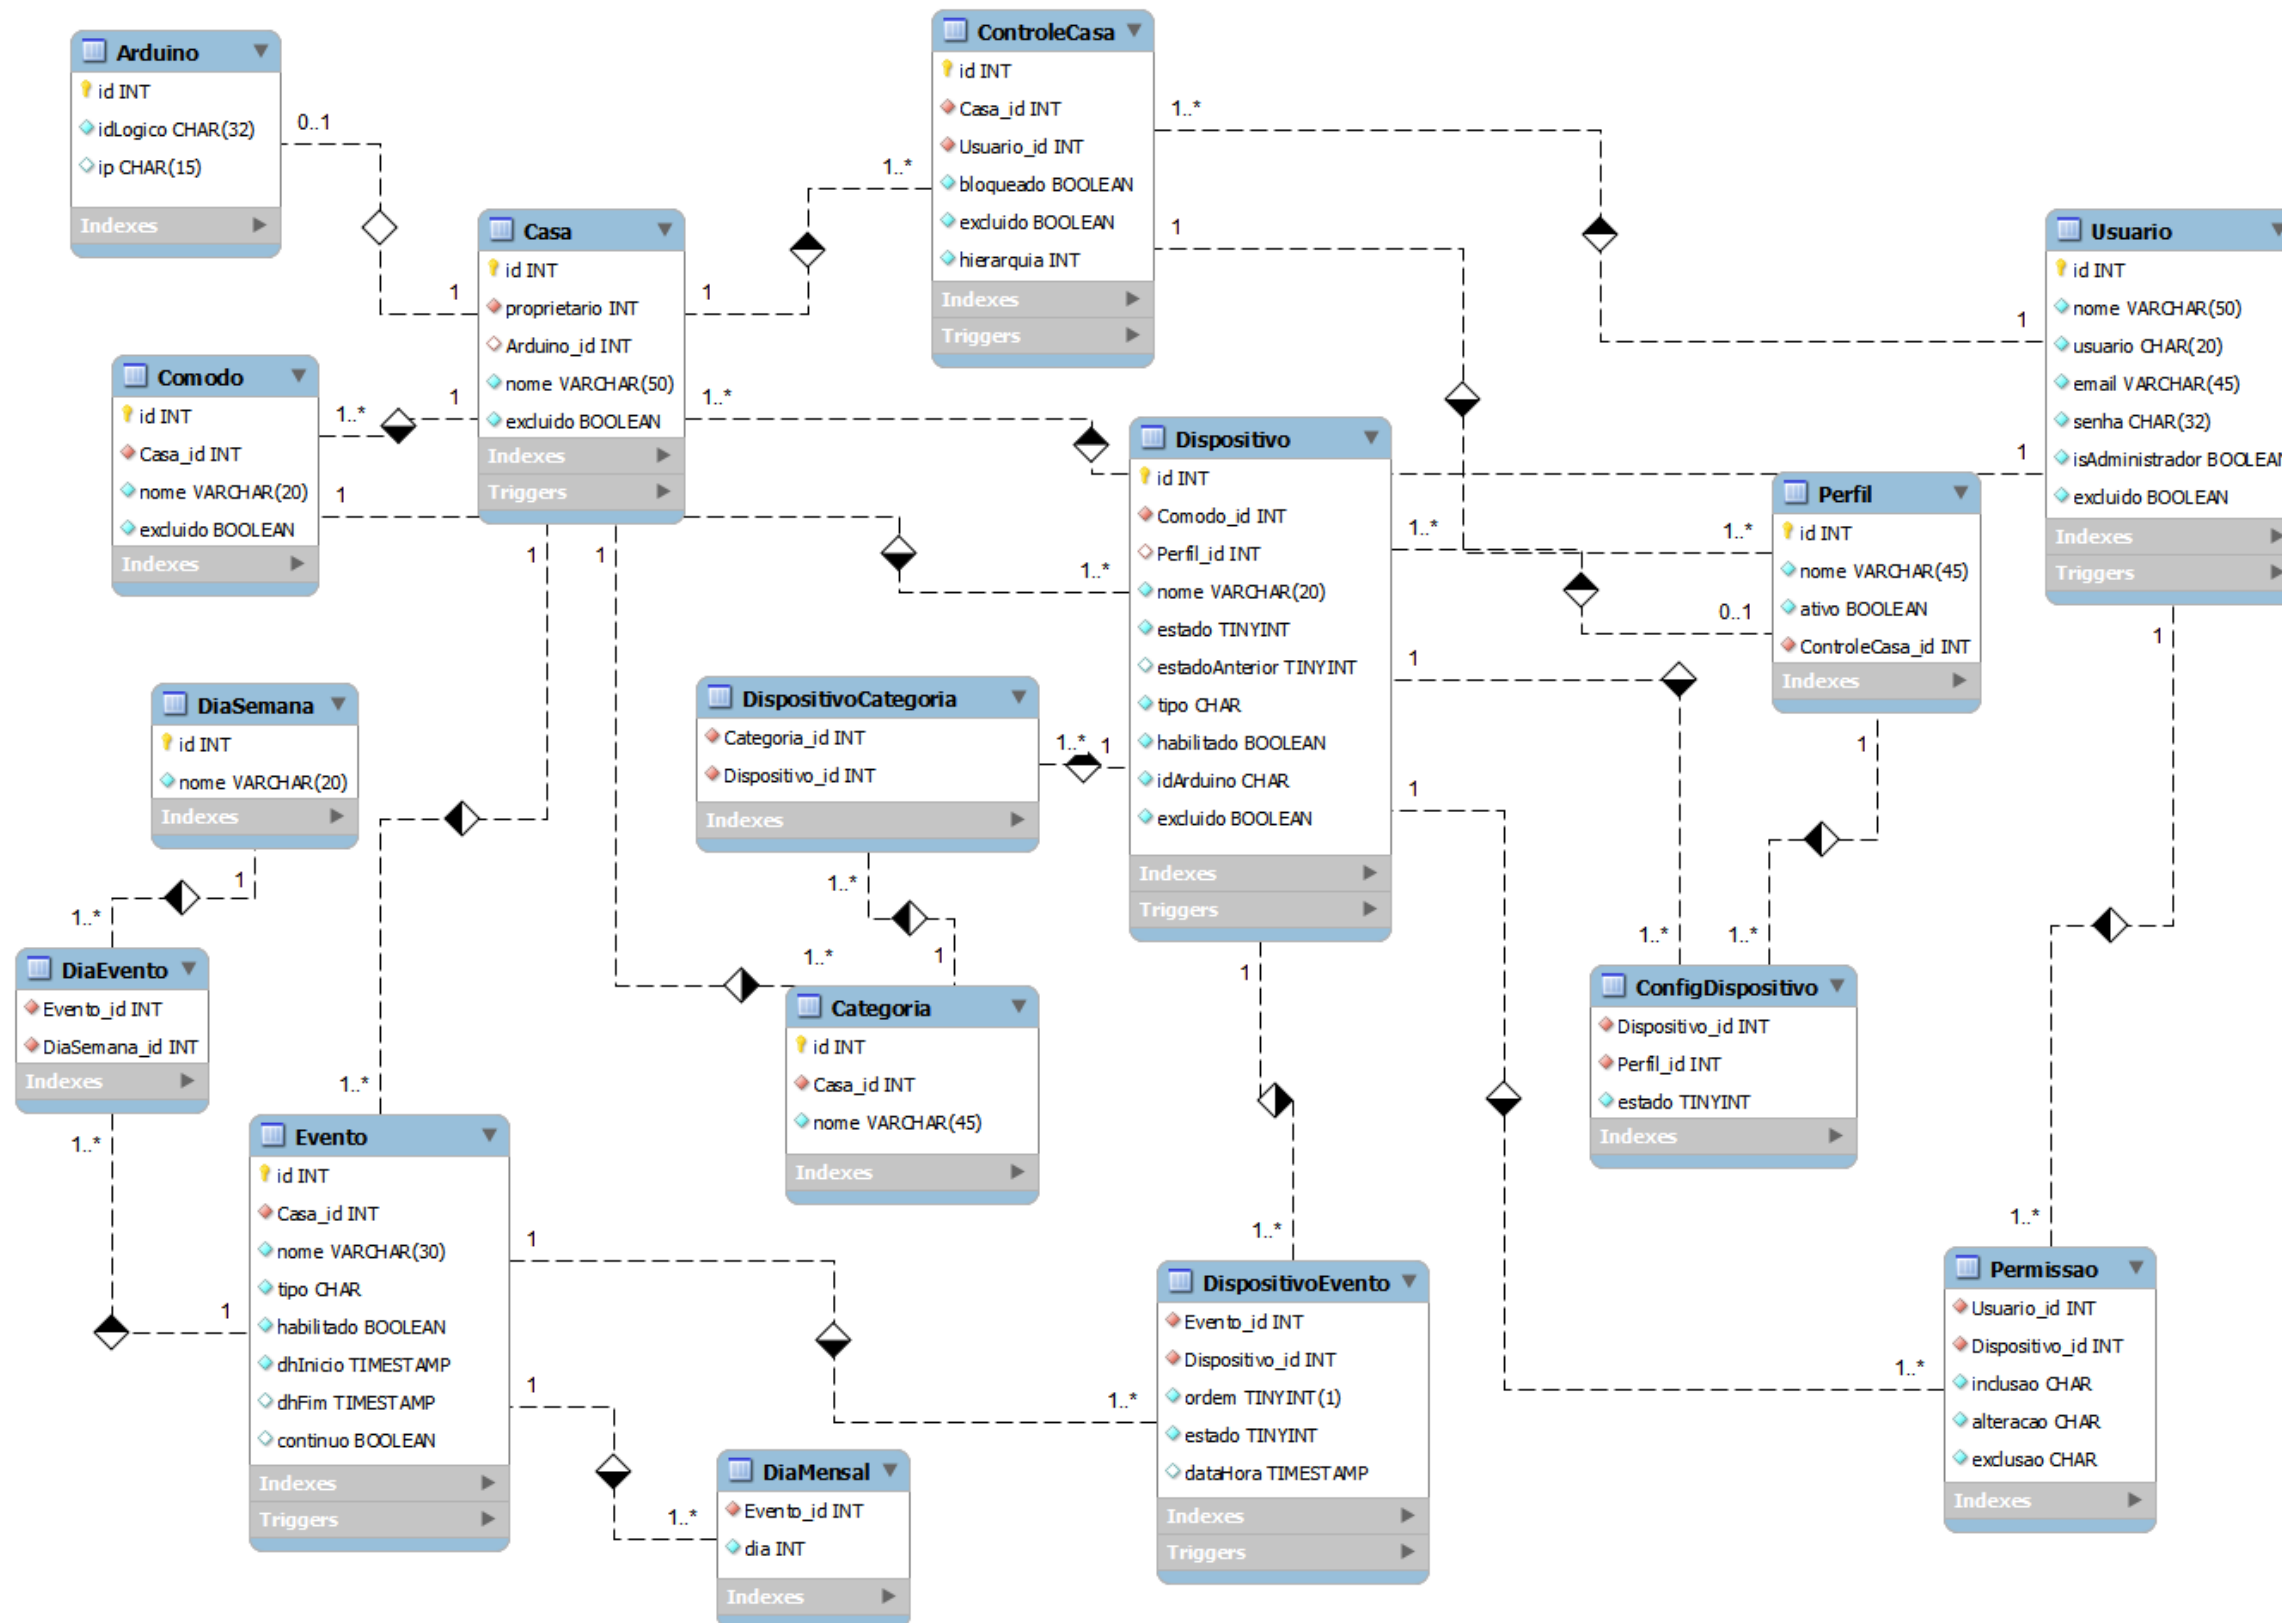 Arduino
id INT
idLogico CHAR(32)
ip CHAR(15)
Indexes
0..1
1
Casa
id INT
proprietario INT
Arduino_id INT
nome VARCHAR(50)
excluido BOOLEAN
Indexes
Triggers
1
1..*
1..*
1
1
ControleCasa
id INT
Casa_id INT
Usuario_id INT
bloqueado BOOLEAN
excluido BOOLEAN
hierarquia INT
Indexes
Triggers
1..*
1
Usuario
id INT
nome VARCHAR(50)
usuario CHAR(20)
email VARCHAR(45)
senha CHAR(32)
isAdministrador BOOLEAN
excluido BOOLEAN
Indexes
Triggers
1
1
1
Comodo
id INT
Casa_id INT
nome VARCHAR(20)
excluido BOOLEAN
Indexes
1..*
1
1
Dispositivo
id INT
Comodo_id INT
Perfil_id INT
nome VARCHAR(20)
estado TINYINT
estadoAnterior TINYINT
tipo CHAR
habilitado BOOLEAN
idArduino CHAR
excluido BOOLEAN
Indexes
Triggers
1..*
1..*
1
1
1
1
Perfil
id INT
nome VARCHAR(45)
ativo BOOLEAN
ControleCasa_id INT
Indexes
1..*
0..1
1
DiaSemana
id INT
nome VARCHAR(20)
Indexes
1
DispositivoCategoria
Categoria_id INT
Dispositivo_id INT
Indexes
1..*
1..*
DiaEvento
Evento_id INT
DiaSemana_id INT
Indexes
1..*
1..*
Categoria
id INT
Casa_id INT
nome VARCHAR(45)
Indexes
1..*
1
ConfigDispositivo
Dispositivo_id INT
Perfil_id INT
estado TINYINT
Indexes
1..*
1..*
Evento
id INT
Casa_id INT
nome VARCHAR(30)
tipo CHAR
habilitado BOOLEAN
dhInicio TIMESTAMP
dhFim TIMESTAMP
continuo BOOLEAN
Indexes
Triggers
1..*
1
1
1
DispositivoEvento
Evento_id INT
Dispositivo_id INT
ordem TINYINT(1)
estado TINYINT
dataHora TIMESTAMP
Indexes
Triggers
1..*
1..*
Permissao
Usuario_id INT
Dispositivo_id INT
inclusao CHAR
alteracao CHAR
exclusao CHAR
Indexes
1..*
1..*
DiaMensal
Evento_id INT
dia INT
Indexes
1..*